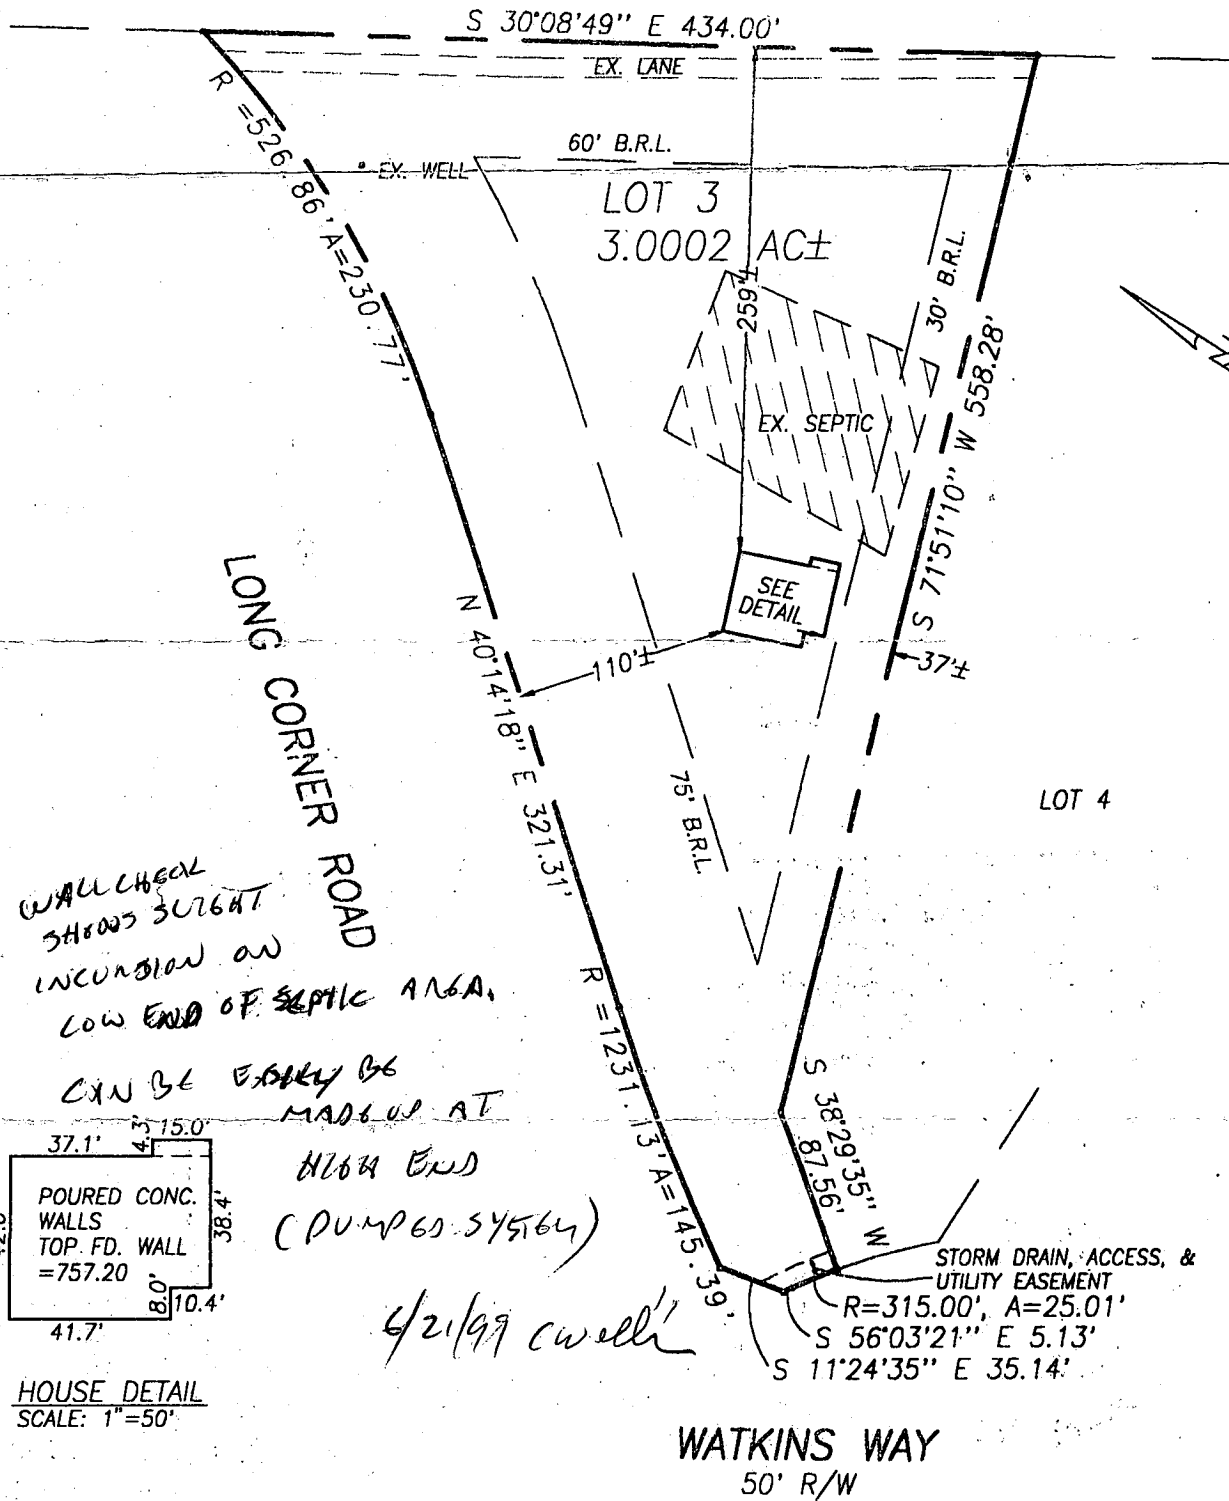 S 30°08'49" E 434.00'
EX. LANE
R =526.86' A=230.77'
60' B.R.L.
EX. WELL
LOT 3
3.0002 AC±
30' B.R.L.
259'±
N
EX. SEPTIC
S 71°51'10" W 558.28'
SEE
DETAIL
LONG CORNER ROAD
N 40°14'18" E 321.31'
110'±
37'±
75' B.R.L.
LOT 4
WALL CHECK
SHOWS SLIGHT
INCURSION ON
LOW END OF SEPTIC AREA.
CAN BE EASILY BE
MADE UP AT
HIGH END
(PUMPED SYSTEM)
6/21/99
R =1231.13' A=145.39'
S 38°29'35" W
87.56'
37.1'
4.3'
15.0'
POURED CONC.
WALLS
TOP FD. WALL
=757.20
38.4'
8.0'
10.4'
41.7'
HOUSE DETAIL
SCALE: 1"=50'
STORM DRAIN, ACCESS, &
UTILITY EASEMENT
R=315.00', A=25.01'
S 56°03'21" E 5.13'
S 11°24'35" E 35.14'
WATKINS WAY
50' R/W